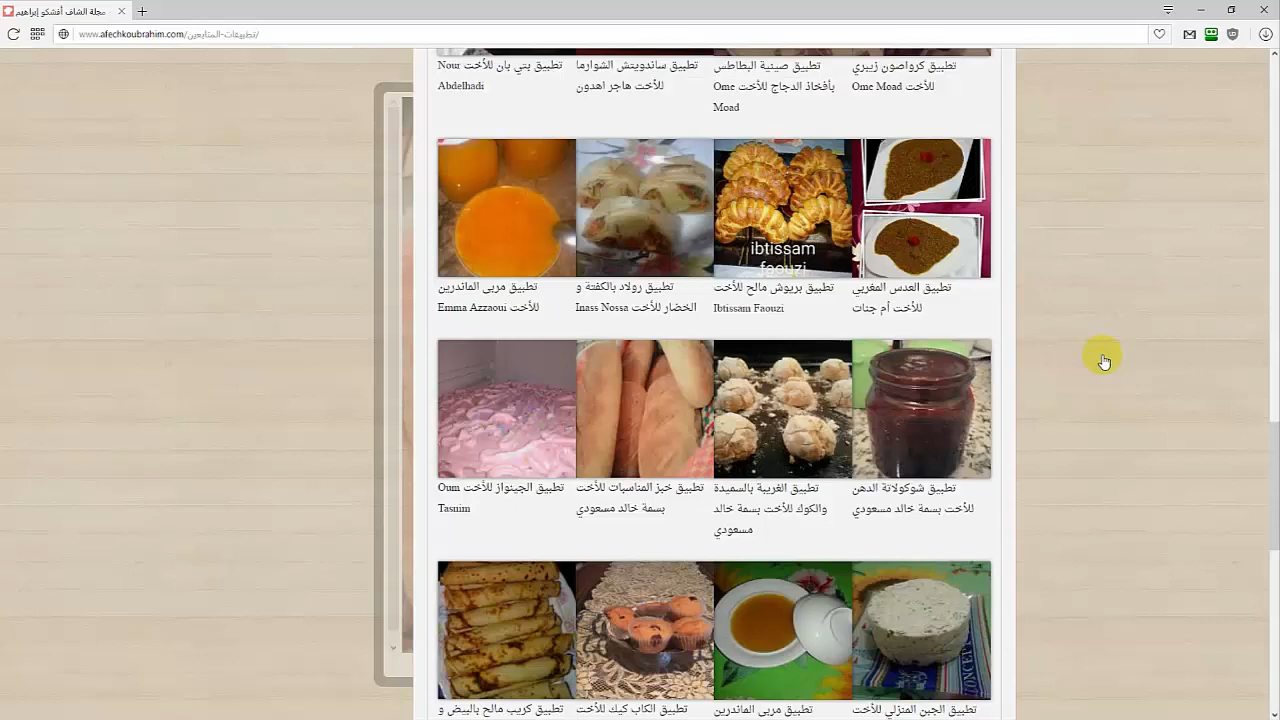 مجلة الشاف أفشكو إبراهيم
www.afechkoubrahim.com/تطبيقات-المتابعين/
تطبيق كرواصون زيبري
للأخت Ome Moad
تطبيق صينية البطاطس
بأفخاذ الدجاج للأخت Ome
Moad
تطبيق ساندويتش الشوارما
للأخت هاجر اهدون
تطبيق بتي بان للأخت Nour
Abdelhadi
ibtissam
faouzi
تطبيق العدس المغربي
للأخت أم جنات
تطبيق بريوش مالح للأخت
Ibtissam Faouzi
تطبيق رولاد بالكفتة و
الخضار للأخت Inass Nossa
تطبيق مربى الماندرين
للأخت Emma Azzaoui
تطبيق شوكولاتة الدهن
للأخت بسمة خالد مسعودي
تطبيق الغريبة بالسميدة
والكوك للأخت بسمة خالد
مسعودي
تطبيق خبز المناسبات للأخت
بسمة خالد مسعودي
تطبيق الجينواز للأخت Oum
Tasnim
تطبيق الجبن المنزلي للأخت
تطبيق مربى الماندرين
تطبيق الكاب كيك للأخت
تطبيق كريب مالح بالبيض و